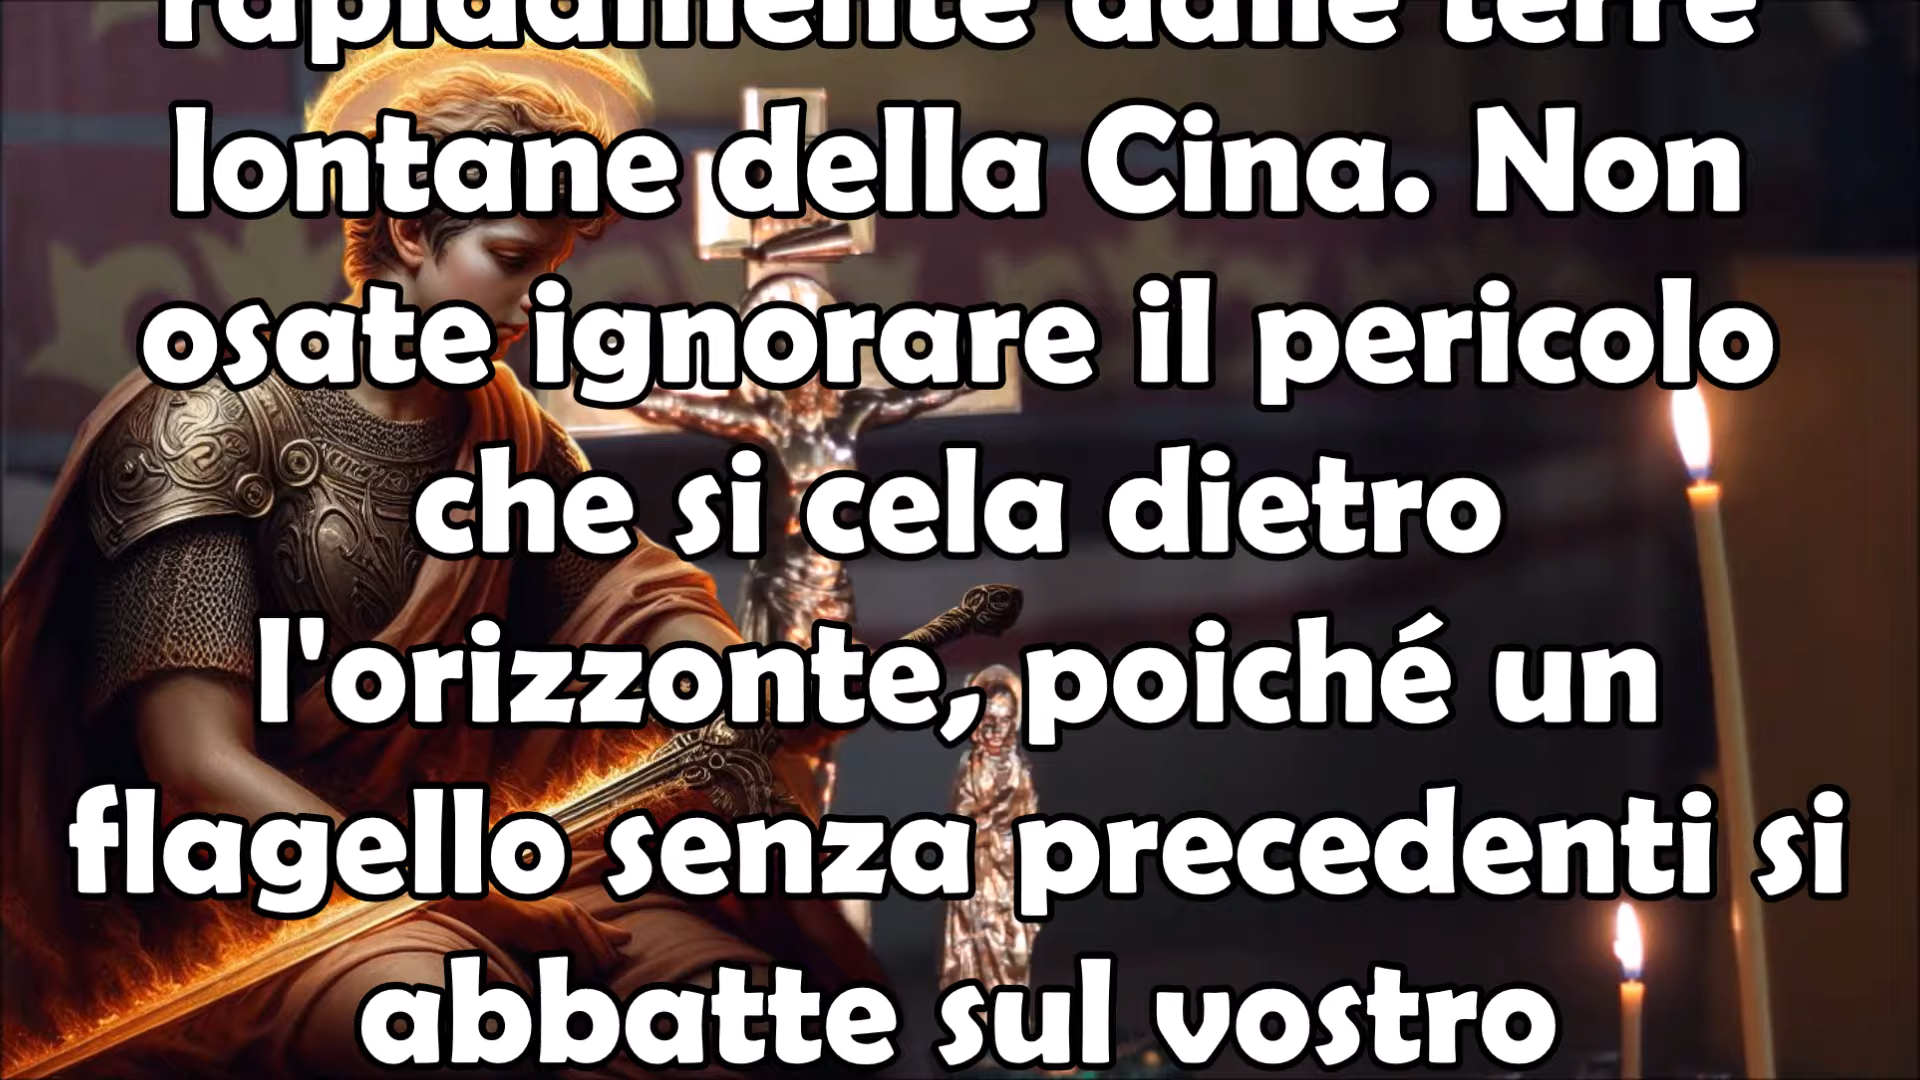 rapidamente dalle terre
lontane della Cina. Non
osate ignorare il pericolo
che si cela dietro
l'orizzonte, poiché un
flagello senza precedenti si
abbatte sul vostro